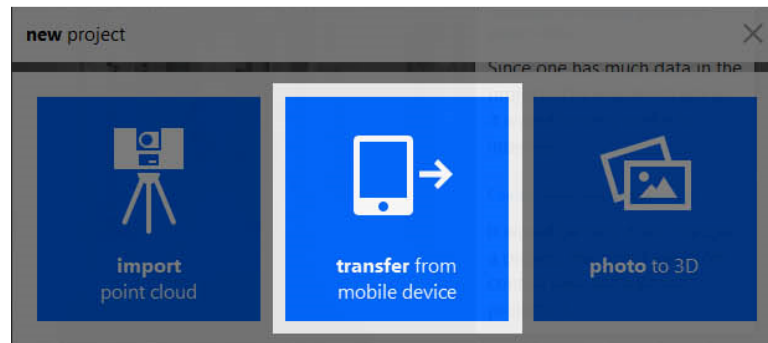 new project
Since one has much data in the
import
point cloud
transfer from
mobile device
photo to 3D